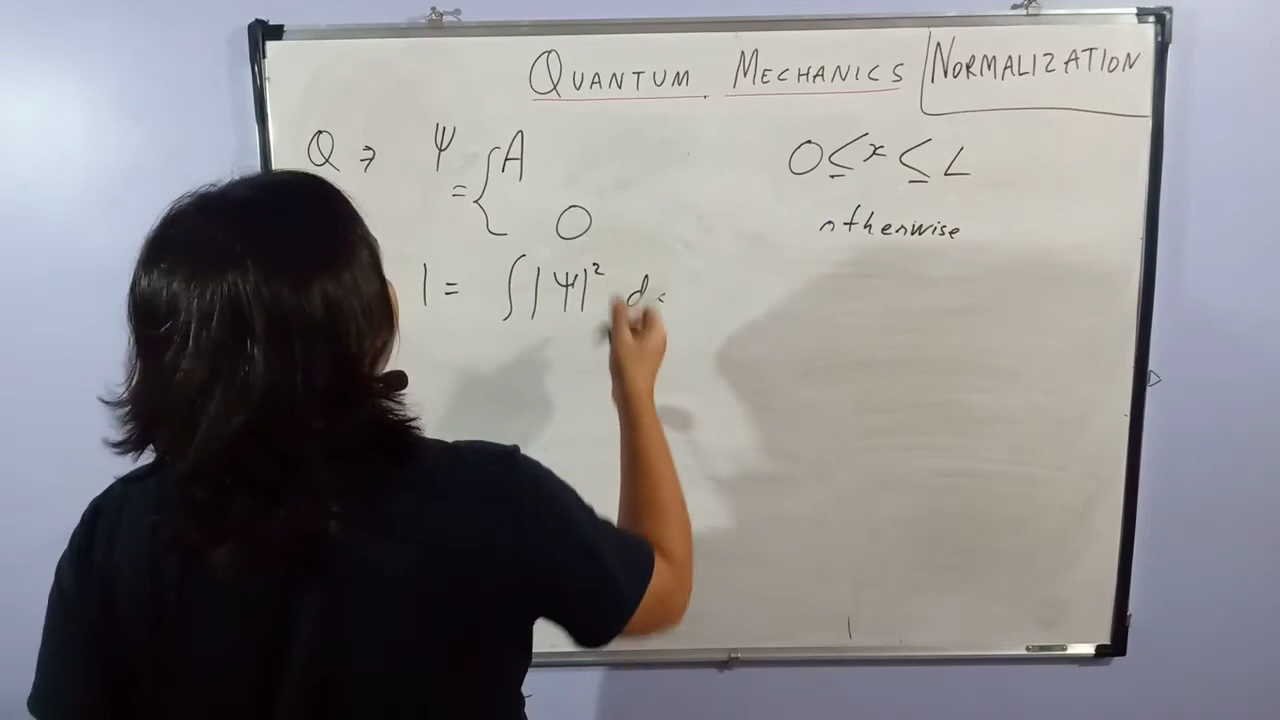 QUANTUM MECHANICS NORMALIZATION
Q → Ψ = { A 0 ≤ x ≤ L
0 otherwise
1 = ∫ |Ψ|² d